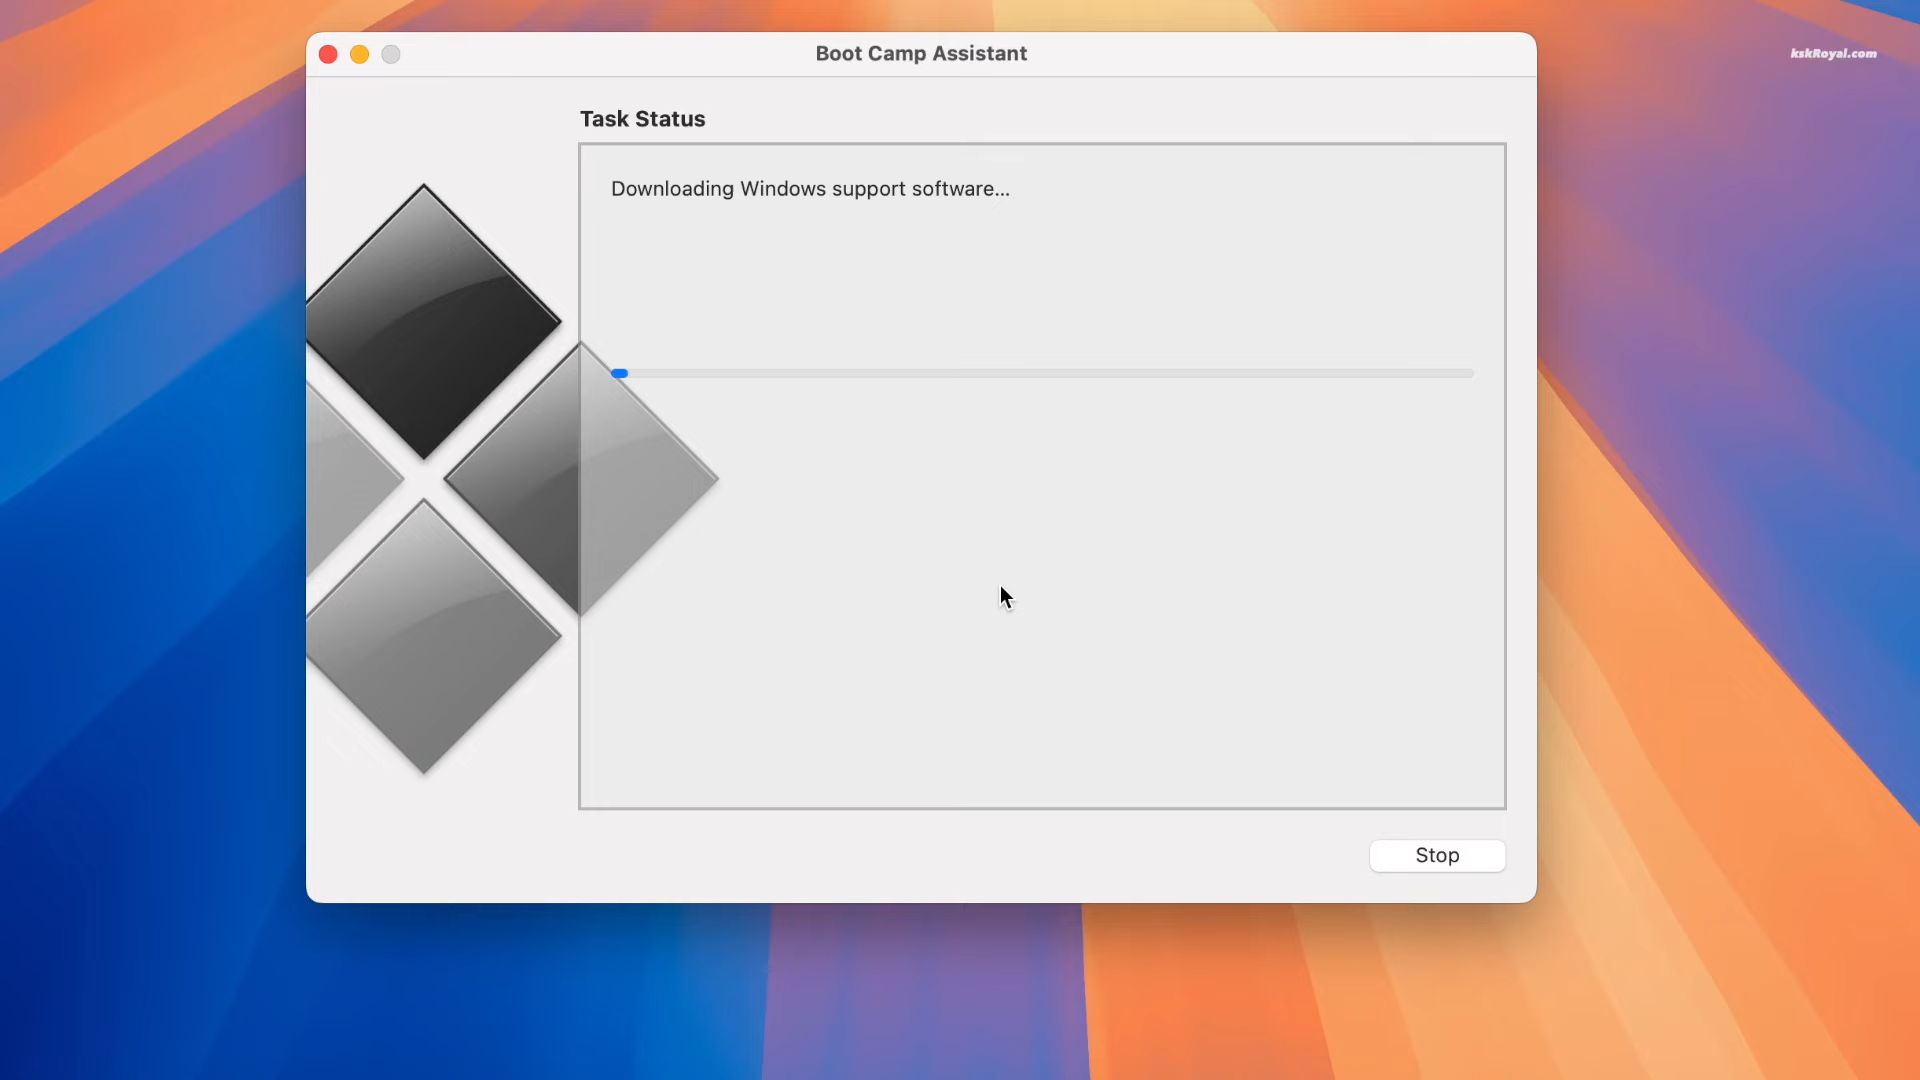 Boot Camp Assistant
kskRoyal.com
Task Status
Downloading Windows support software...
Stop